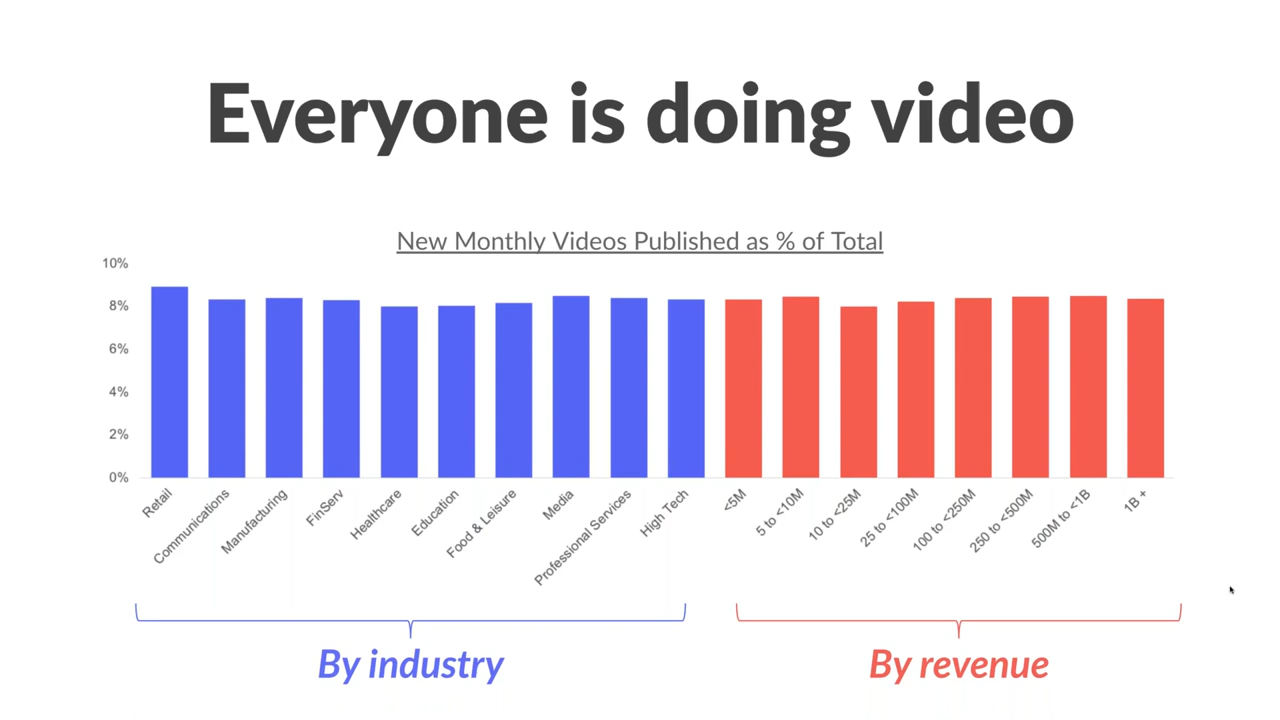 Everyone is doing video
New Monthly Videos Published as % of Total
10%
8%
6%
4%
2%
0%
Retail
Communications
Manufacturing
FinServ
Healthcare
Education
Food & Leisure
Media
Professional Services
High Tech
<5M
5 to <10M
10 to <25M
25 to <100M
100 to <250M
250 to <500M
500M to <1B
1B +
By industry
By revenue